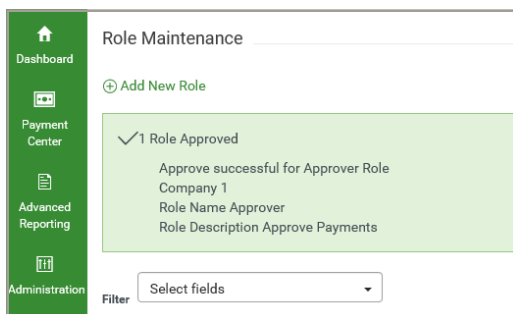 Dashboard
Payment
Center
Advanced
Reporting
Administration
Role Maintenance
Add New Role
1 Role Approved
Approve successful for Approver Role
Company 1
Role Name Approver
Role Description Approve Payments
Filter Select fields